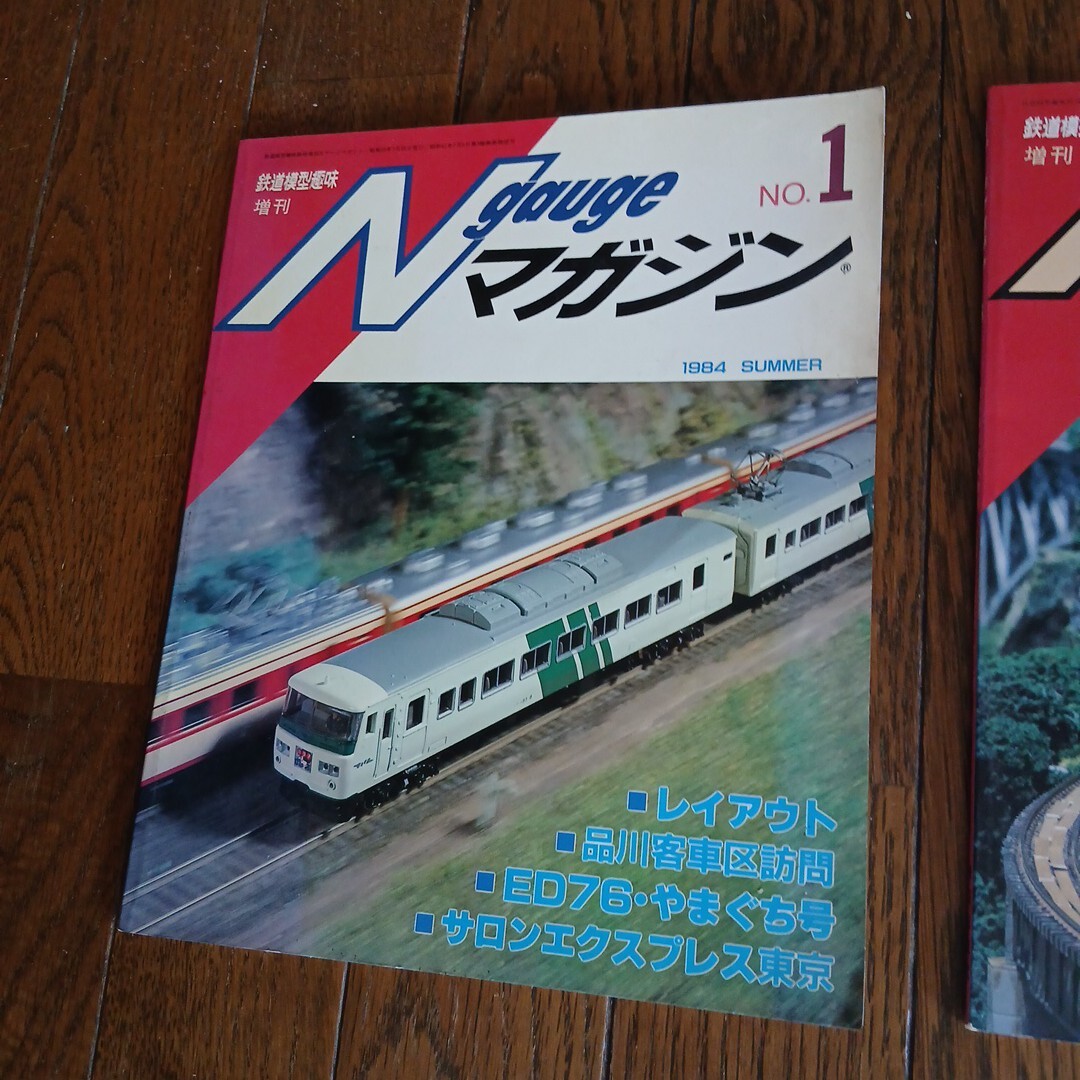 鉄道模型趣味
増刊
N gauge
マガジン®
NO.1
1984 SUMMER
■レイアウト
■品川客車区訪問
■ED76・やまぐち号
■サロンエクスプレス東京
鉄道模
増刊